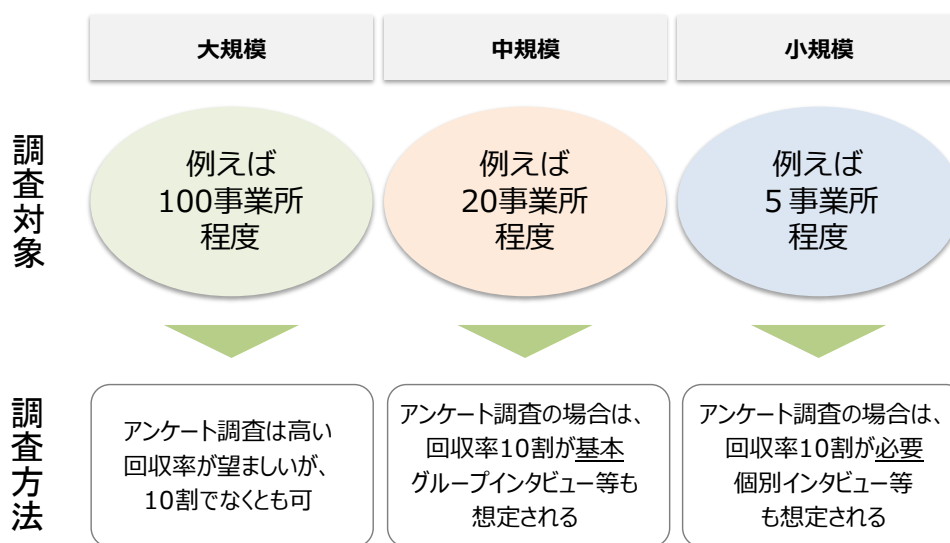 大規模
中規模
小規模
調査対象
例えば
100事業所
程度
例えば
20事業所
程度
例えば
5事業所
程度
調査方法
アンケート調査は高い
回収率が望ましいが、
10割でなくとも可
アンケート調査の場合は、
回収率10割が基本
グループインタビュー等も
想定される
アンケート調査の場合は、
回収率10割が必要
個別インタビュー等
も想定される